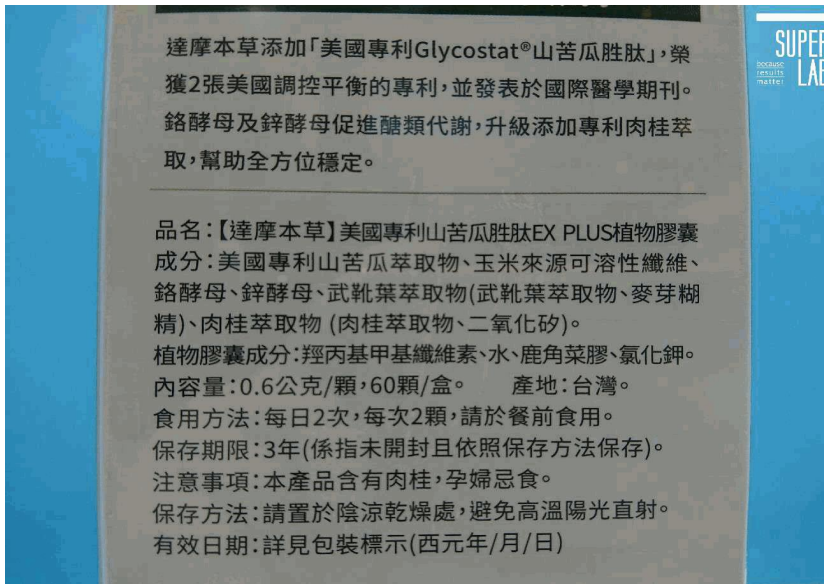 達摩本草添加「美國專利Glycostat®山苦瓜胜肽」,榮
獲2張美國調控平衡的專利,並發表於國際醫學期刊。
鉻酵母及鋅酵母促進醣類代謝,升級添加專利肉桂萃
取,幫助全方位穩定。
品名:【達摩本草】美國專利山苦瓜胜肽EX PLUS植物膠囊
成分:美國專利山苦瓜萃取物、玉米來源可溶性纖維、
鉻酵母、鋅酵母、武靴葉萃取物(武靴葉萃取物、麥芽糊
精)、肉桂萃取物 (肉桂萃取物、二氧化矽)。
植物膠囊成分:羥丙基甲基纖維素、水、鹿角菜膠、氯化鉀。
內容量:0.6公克/顆,60顆/盒。 產地:台灣。
食用方法:每日2次,每次2顆,請於餐前食用。
保存期限:3年(係指未開封且依照保存方法保存)。
注意事項:本產品含有肉桂,孕婦忌食。
保存方法:請置於陰涼乾燥處,避免高溫陽光直射。
有效日期:詳見包裝標示(西元年/月/日)
SUPER
because
results
matter
LAB